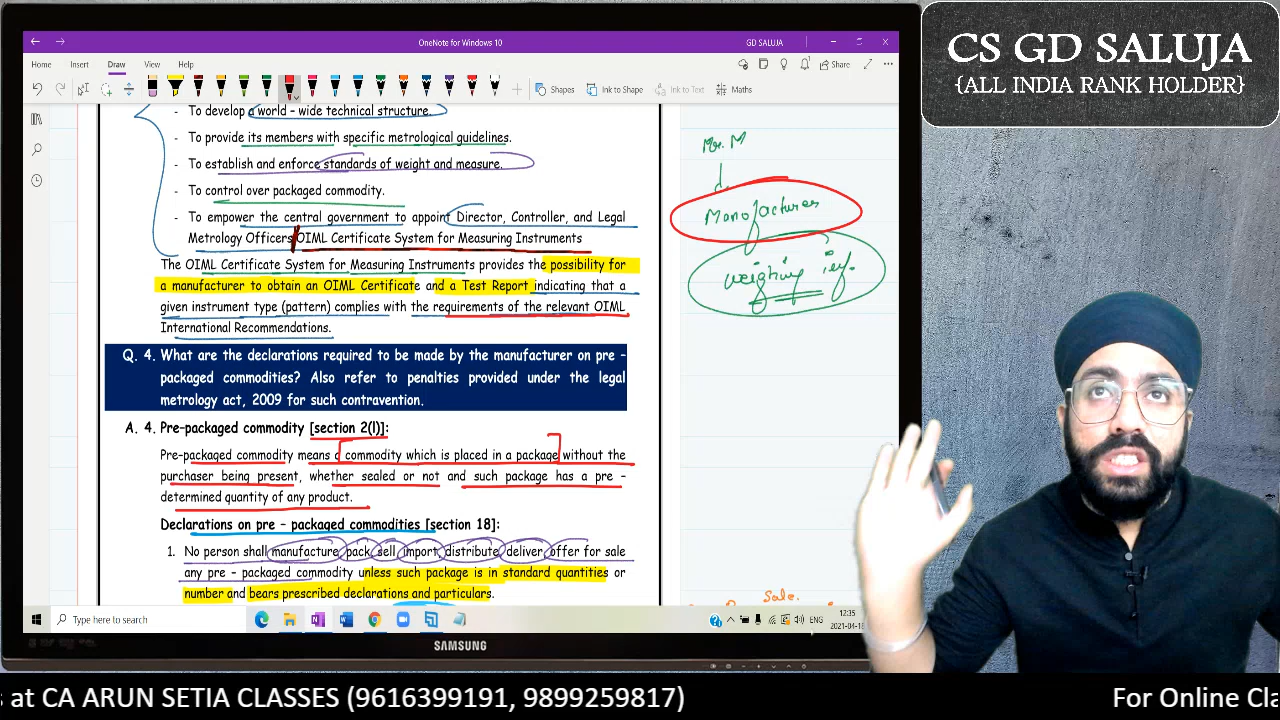 OneNote for Windows 10
GD SALUJA
Home Insert Draw View Help
Share
Shapes
Ink to Shape
Ink to Text
Maths
- To develop a world – wide technical structure.
- To provide its members with specific metrological guidelines.
- To establish and enforce standards of weight and measure.
- To control over packaged commodity.
- To empower the central government to appoint Director, Controller, and Legal
Metrology Officers OIML Certificate System for Measuring Instruments
The OIML Certificate System for Measuring Instruments provides the possibility for
a manufacturer to obtain an OIML Certificate and a Test Report indicating that a
given instrument type (pattern) complies with the requirements of the relevant OIML
International Recommendations.
Q. 4. What are the declarations required to be made by the manufacturer on pre –
packaged commodities? Also refer to penalties provided under the legal
metrology act, 2009 for such contravention.
A. 4. Pre-packaged commodity [section 2(l)]:
Pre-packaged commodity means a commodity which is placed in a package without the
purchaser being present, whether sealed or not and such package has a pre –
determined quantity of any product.
Declarations on pre – packaged commodities [section 18]:
1. No person shall manufacture pack sell import distribute deliver offer for sale
any pre – packaged commodity unless such package is in standard quantities or
number and bears prescribed declarations and particulars.
Mr. M
Manufacturer
weighing
Sale.
Type here to search
ENG
12:35
2021-04-18
SAMSUNG
CS GD SALUJA
{ALL INDIA RANK HOLDER}
s at CA ARUN SETIA CLASSES (9616399191, 9899259817)
For Online Cla